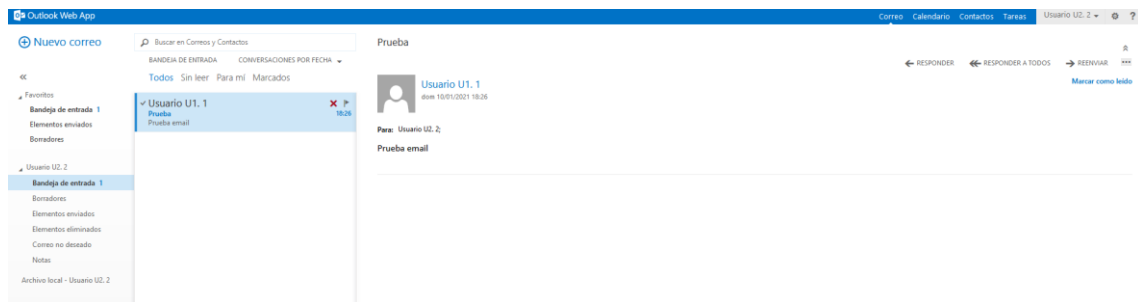 Outlook Web App
Correo Calendario Contactos Tareas Usuario U2. 2 ?
Nuevo correo
Favoritos
Bandeja de entrada 1
Elementos enviados
Borradores
Usuario U2. 2
Bandeja de entrada 1
Borradores
Elementos enviados
Elementos eliminados
Correo no deseado
Notas
Archivo local - Usuario U2. 2
Buscar en Correos y Contactos
BANDEJA DE ENTRADA CONVERSACIONES POR FECHA
Todos Sin leer Para mí Marcados
Usuario U1. 1
Prueba 18:26
Prueba email
Prueba
RESPONDER RESPONDER A TODOS REENVIAR
Marcar como leído
Usuario U1. 1
dom 10/01/2021 18:26
Para: Usuario U2. 2;
Prueba email